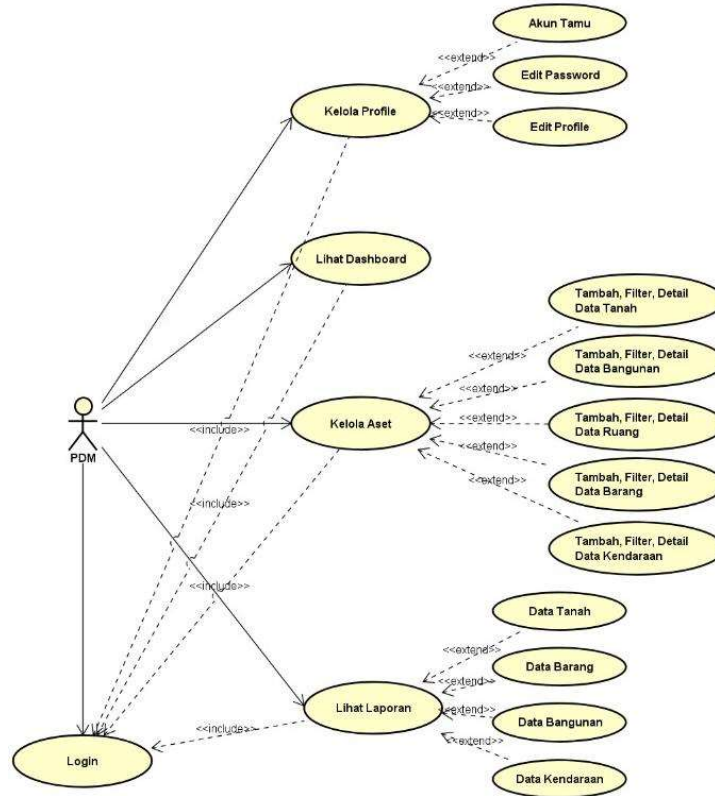 Akun Tamu
<<extend>>
Edit Password
<<extend>>
Kelola Profile
<<extend>>
Edit Profile
Lihat Dashboard
Tambah, Filter, Detail
Data Tanah
<<extend>>
Tambah, Filter, Detail
Data Bangunan
<<extend>>
PDM
<<include>>
Kelola Aset
<<extend>>
Tambah, Filter, Detail
Data Ruang
<<extend>>
Tambah, Filter, Detail
Data Barang
<<extend>>
<<include>>
Tambah, Filter, Detail
Data Kendaraan
<<include>>
Data Tanah
<<extend>>
Data Barang
<<extend>>
Lihat Laporan
<<extend>>
Data Bangunan
<<include>>
<<extend>>
Login
Data Kendaraan